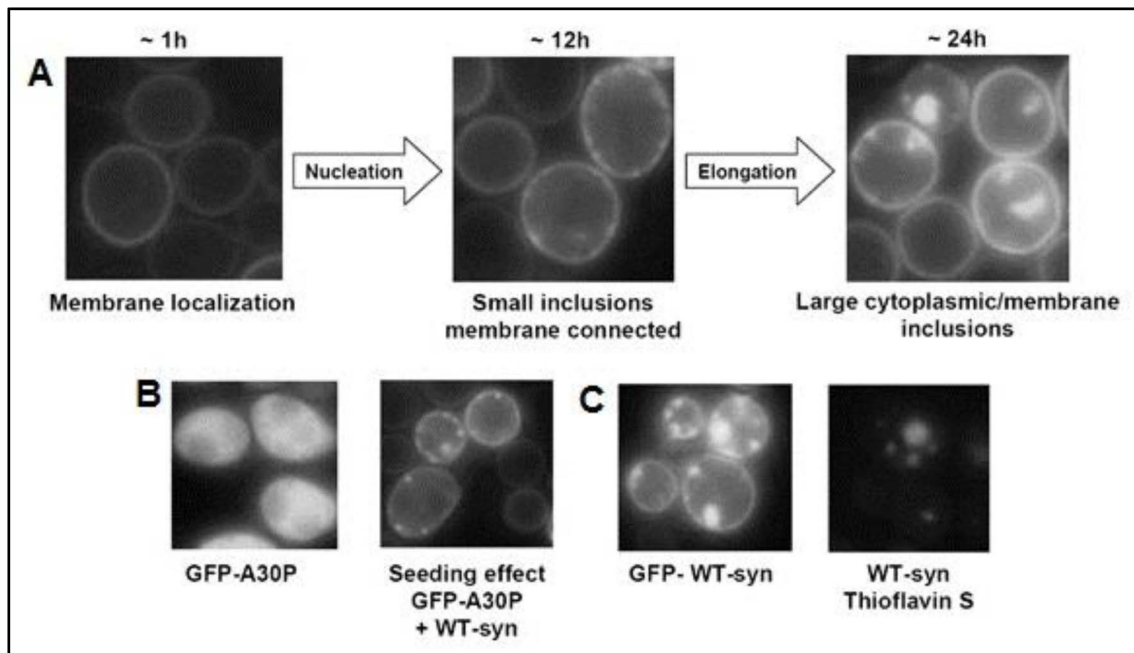 ~ 1h
~ 12h
~ 24h
A
Nucleation
Elongation
Membrane localization
Small inclusions
membrane connected
Large cytoplasmic/membrane
inclusions
B
C
GFP-A30P
Seeding effect
GFP-A30P
+ WT-syn
GFP- WT-syn
WT-syn
Thioflavin S